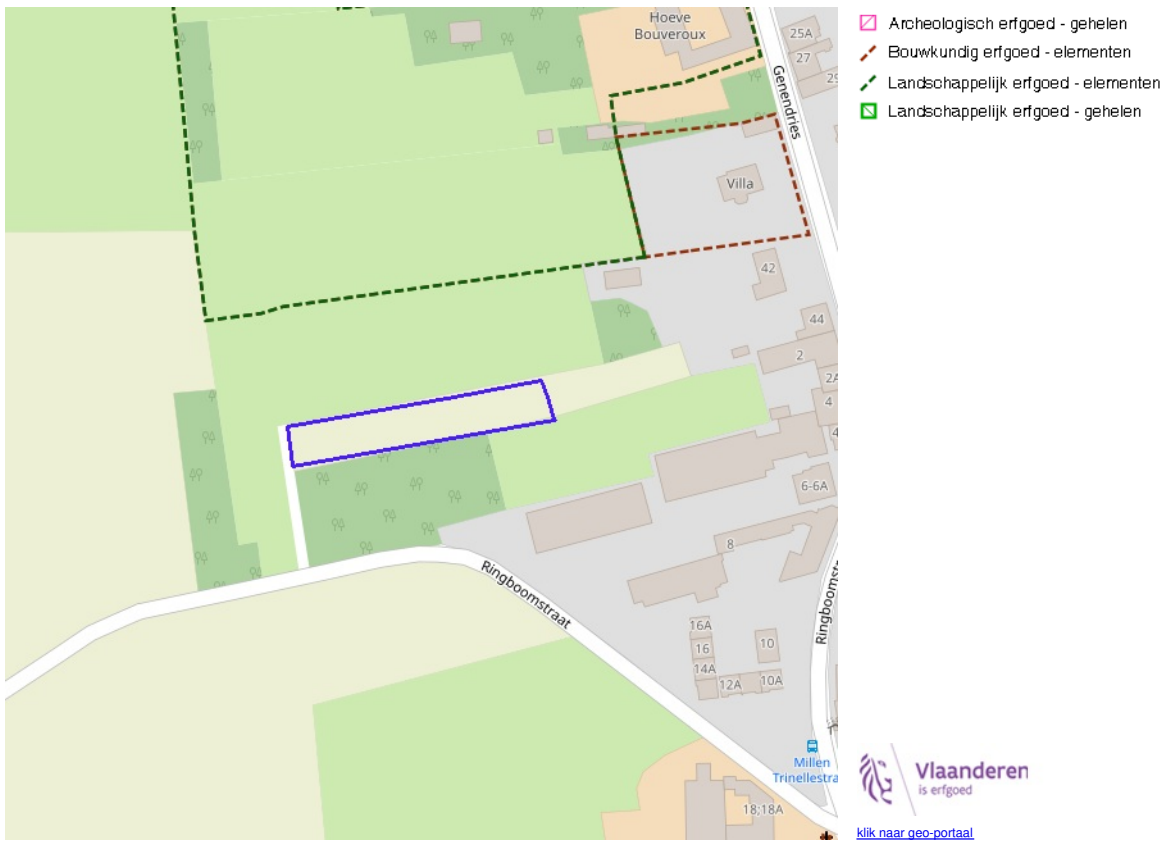 Hoeve
Bouveroux
25A
27
29
Genendries
Villa
42
44
2
2A
4
4
6-6A
8
Ringboomstraat
Ringboomstr
16A
16
14A
12A
10A
10
Millen
Trinellestra
18;18A
Archeologisch erfgoed - gehelen
Bouwkundig erfgoed - elementen
Landschappelijk erfgoed - elementen
Landschappelijk erfgoed - gehelen
Vlaanderen
is erfgoed
klik naar geo-portaal